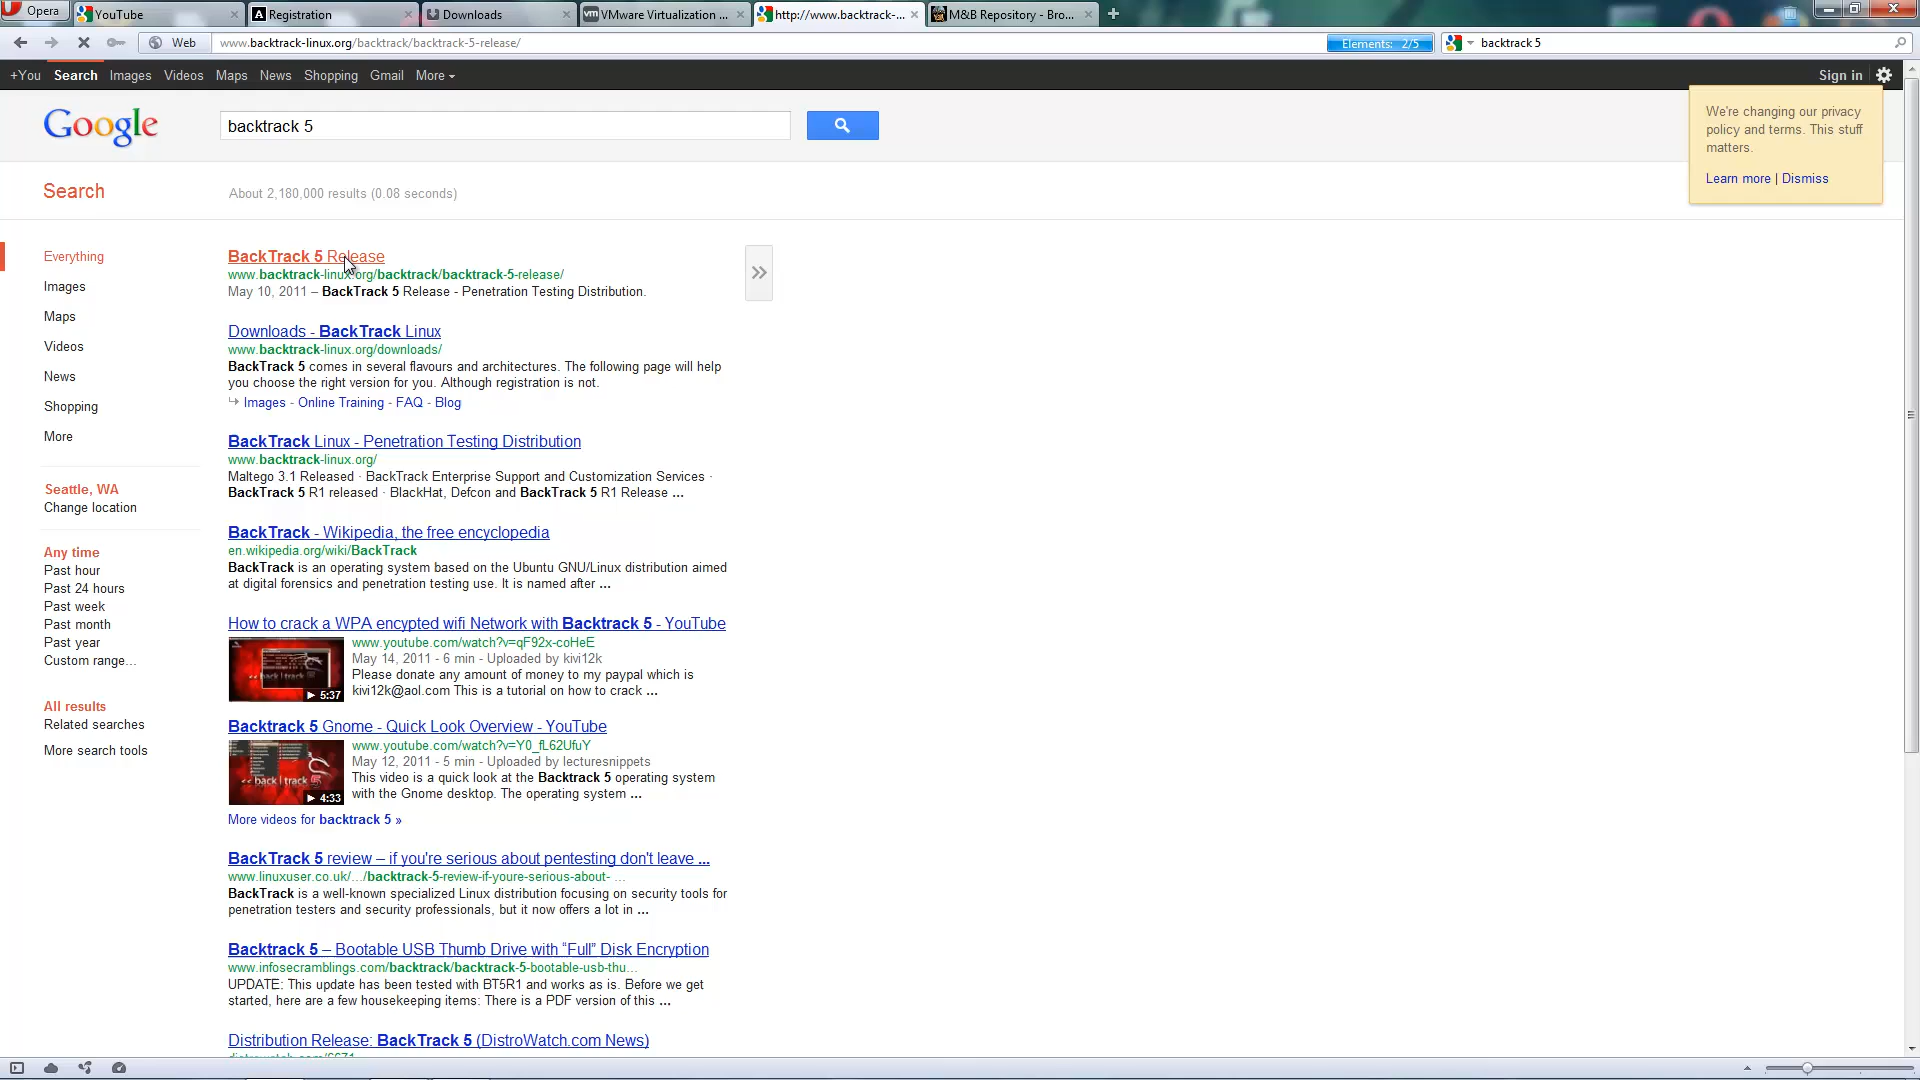 Opera
YouTube
Registration
Downloads
VMware Virtualization ...
http://www.backtrack-...
M&B Repository - Bro...
Web
www.backtrack-linux.org/backtrack/backtrack-5-release/
Elements: 2/5
backtrack 5
+You Search Images Videos Maps News Shopping Gmail More
Sign in
Google
backtrack 5
We're changing our privacy
policy and terms. This stuff
matters.
Learn more | Dismiss
Search
About 2,180,000 results (0.08 seconds)
Everything
Images
Maps
Videos
News
Shopping
More
Seattle, WA
Change location
Any time
Past hour
Past 24 hours
Past week
Past month
Past year
Custom range...
All results
Related searches
More search tools
BackTrack 5 Release
www.backtrack-linux.org/backtrack/backtrack-5-release/
May 10, 2011 – BackTrack 5 Release - Penetration Testing Distribution.
Downloads - BackTrack Linux
www.backtrack-linux.org/downloads/
BackTrack 5 comes in several flavours and architectures. The following page will help
you choose the right version for you. Although registration is not.
Images - Online Training - FAQ - Blog
BackTrack Linux - Penetration Testing Distribution
www.backtrack-linux.org/
Maltego 3.1 Released · BackTrack Enterprise Support and Customization Services ·
BackTrack 5 R1 released · BlackHat, Defcon and BackTrack 5 R1 Release ...
BackTrack - Wikipedia, the free encyclopedia
en.wikipedia.org/wiki/BackTrack
BackTrack is an operating system based on the Ubuntu GNU/Linux distribution aimed
at digital forensics and penetration testing use. It is named after ...
How to crack a WPA encypted wifi Network with Backtrack 5 - YouTube
www.youtube.com/watch?v=qF92x-coHeE
May 14, 2011 - 6 min - Uploaded by kivi12k
Please donate any amount of money to my paypal which is
kivi12k@aol.com This is a tutorial on how to crack ...
5:37
Backtrack 5 Gnome - Quick Look Overview - YouTube
www.youtube.com/watch?v=Y0_fL62UfuY
May 12, 2011 - 5 min - Uploaded by lecturesnippets
This video is a quick look at the Backtrack 5 operating system
with the Gnome desktop. The operating system ...
<< back | track 5
4:33
More videos for backtrack 5 »
BackTrack 5 review – if you're serious about pentesting don't leave ...
www.linuxuser.co.uk/.../backtrack-5-review-if-youre-serious-about- ...
BackTrack is a well-known specialized Linux distribution focusing on security tools for
penetration testers and security professionals, but it now offers a lot in ...
Backtrack 5 – Bootable USB Thumb Drive with “Full” Disk Encryption
www.infosecramblings.com/backtrack/backtrack-5-bootable-usb-thu...
UPDATE: This update has been tested with BT5R1 and works as is. Before we get
started, here are a few housekeeping items: There is a PDF version of this ...
Distribution Release: BackTrack 5 (DistroWatch.com News)